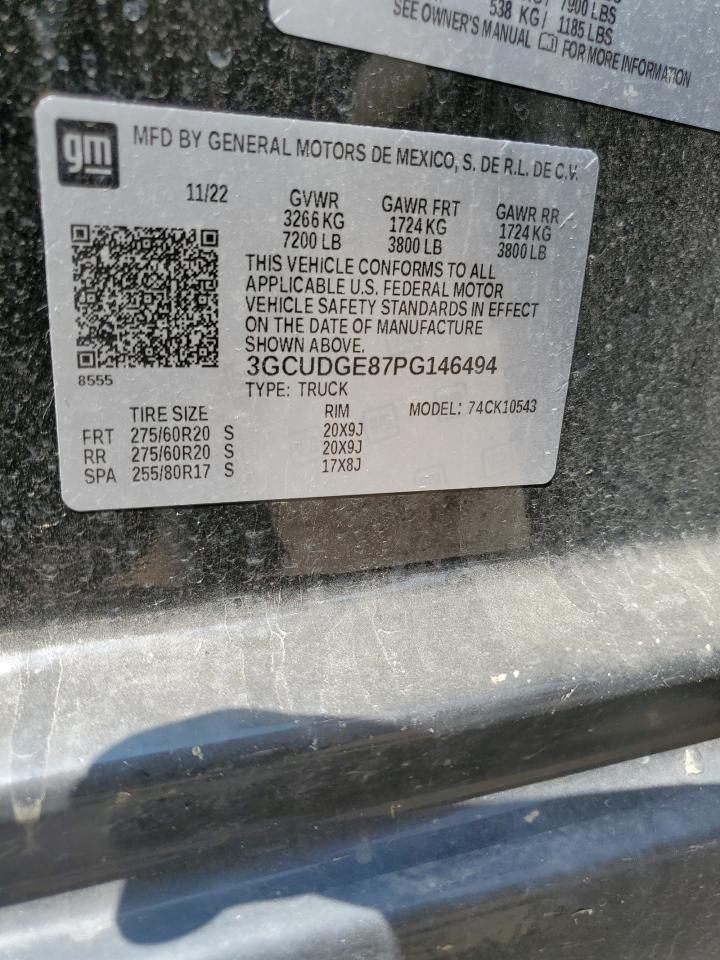 7900 LBS
538 KG / 1185 LBS
SEE OWNER'S MANUAL FOR MORE INFORMATION
gm
MFD BY GENERAL MOTORS DE MEXICO, S. DE R.L. DE C.V.
11/22 GVWR GAWR FRT GAWR RR
3266 KG 1724 KG 1724 KG
7200 LB 3800 LB 3800 LB
THIS VEHICLE CONFORMS TO ALL
APPLICABLE U.S. FEDERAL MOTOR
VEHICLE SAFETY STANDARDS IN EFFECT
ON THE DATE OF MANUFACTURE
SHOWN ABOVE.
8555
3GCUDGE87PG146494
TYPE: TRUCK
TIRE SIZE RIM MODEL: 74CK10543
FRT 275/60R20 S 20X9J
RR 275/60R20 S 20X9J
SPA 255/80R17 S 17X8J